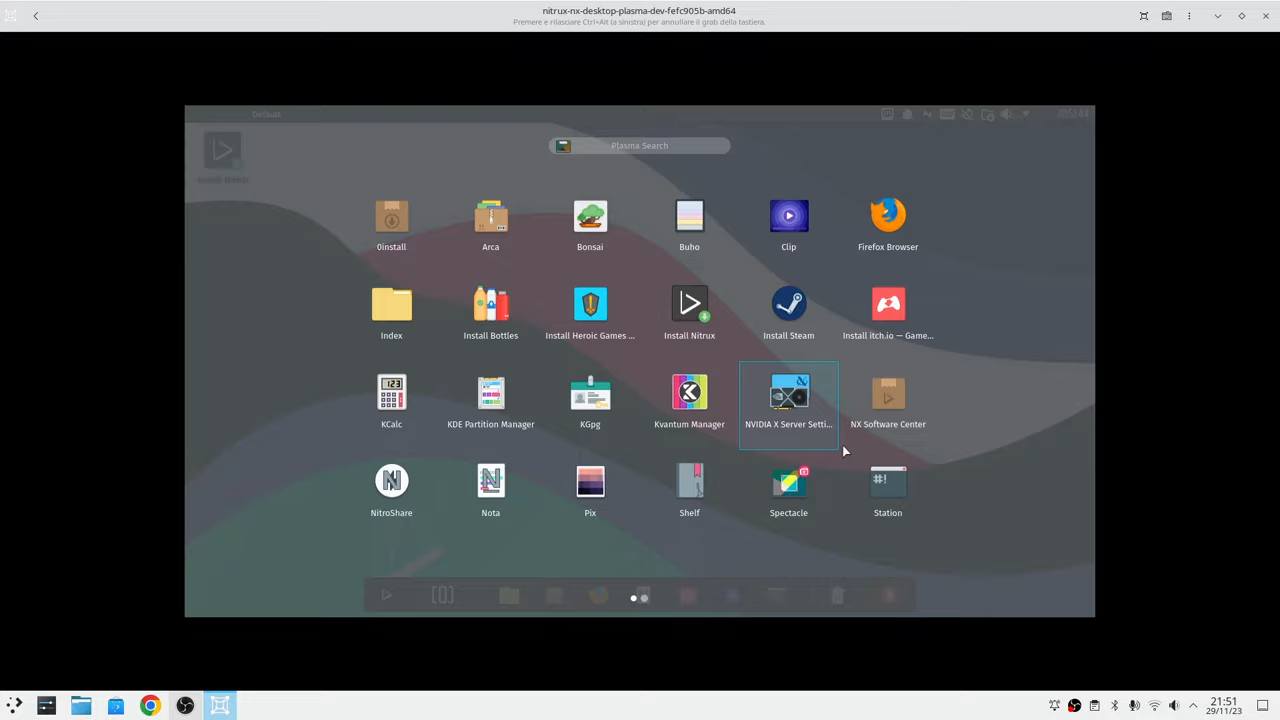 nitrux-nx-desktop-plasma-dev-fefc905b-amd64
Premere e rilasciare Ctrl+Alt (a sinistra) per annullare il grab della tastiera.
Default
Plasma Search
0install
Arca
Bonsai
Buho
Clip
Firefox Browser
Index
Install Bottles
Install Heroic Games ...
Install Nitrux
Install Steam
Install itch.io — Game...
123
KCalc
KDE Partition Manager
KGpg
Kvantum Manager
NVIDIA X Server Setti...
NX Software Center
#!
NitroShare
Nota
Pix
Shelf
Spectacle
Station
21:51
29/11/23